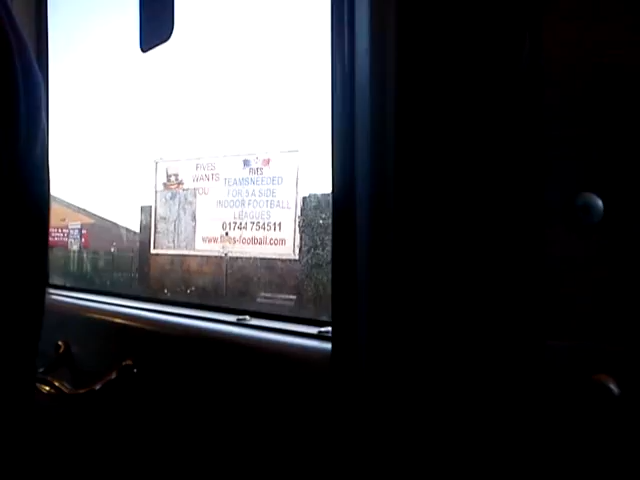 FIVES
WANTS
YOU
FIVES
TEAMS NEEDED
FOR 5 A SIDE
INDOOR FOOTBALL
LEAGUES
01744 754511
www.fives-football.com